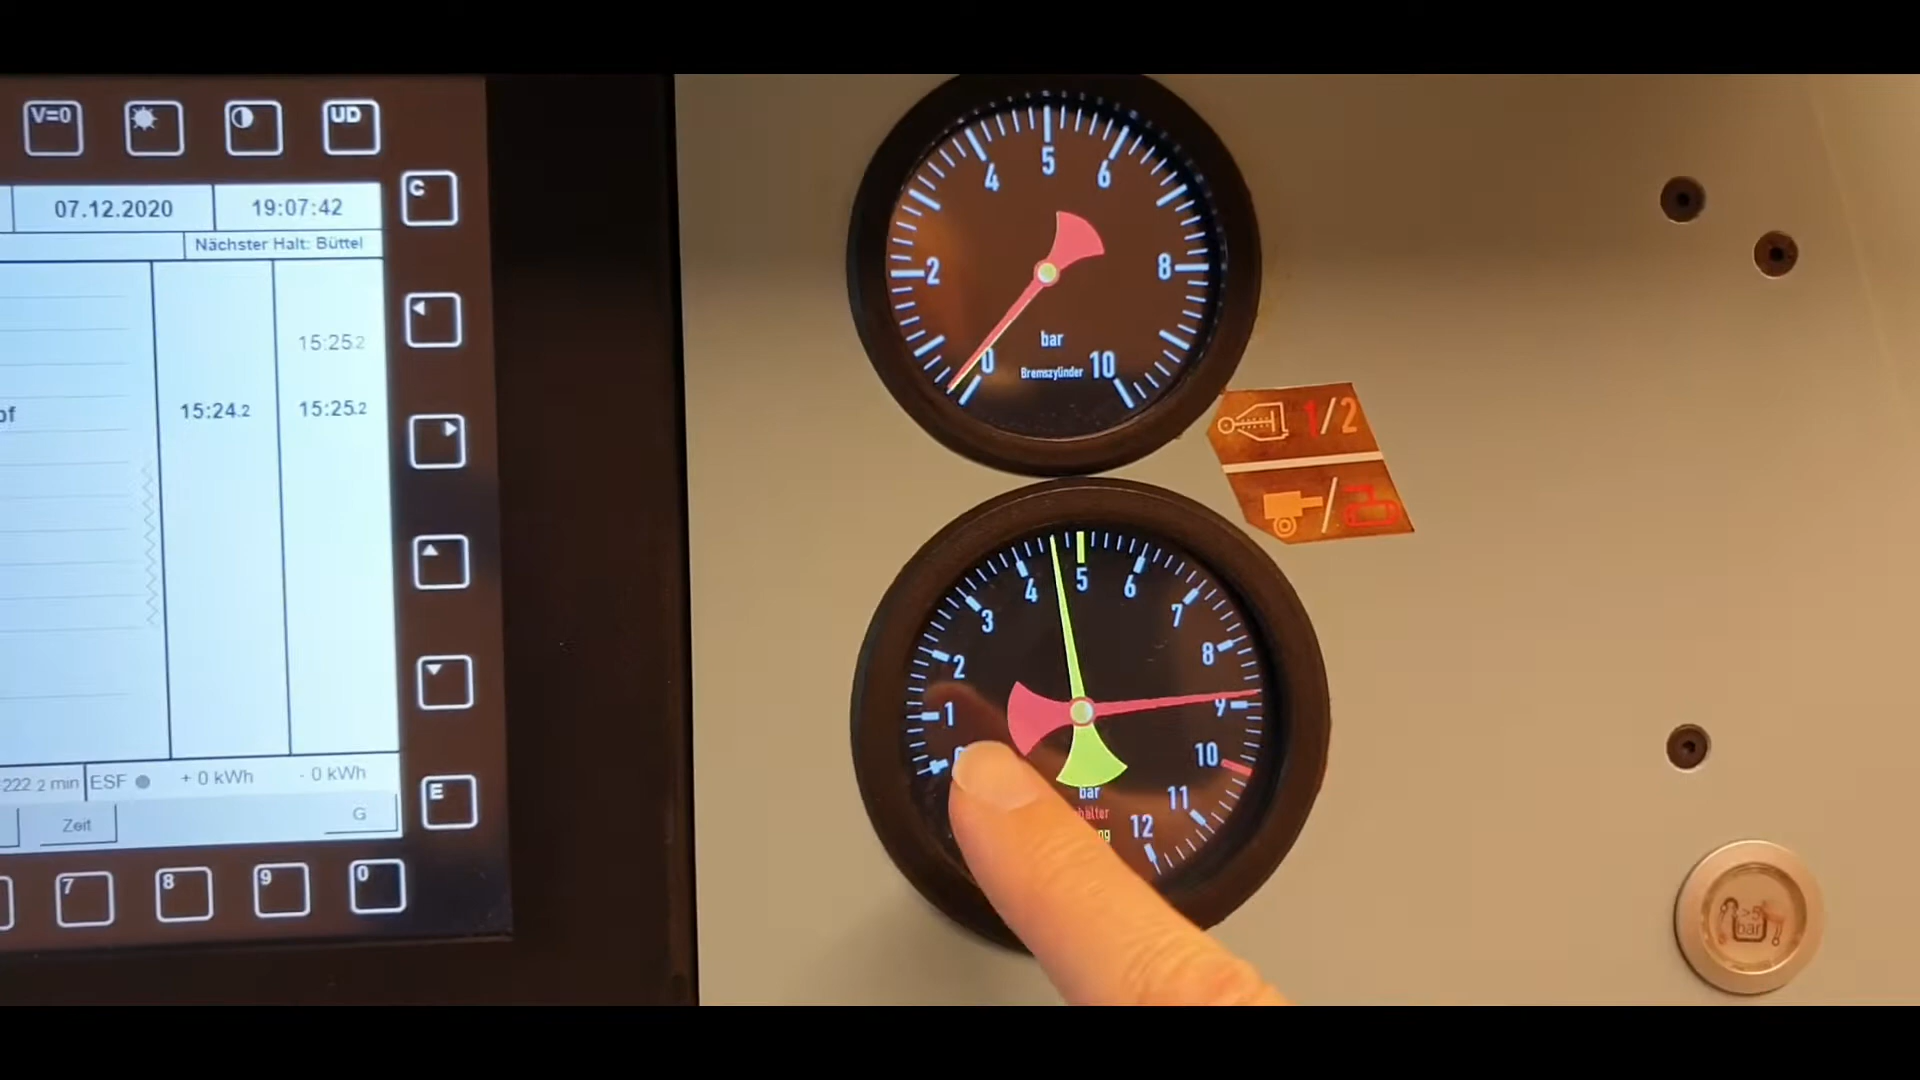 V=0
UD
C
07.12.2020
19:07:42
Nächster Halt: Büttel
15:25.2
15:24.2
15:25.2
222.2 min
ESF
+ 0 kWh
- 0 kWh
Zeit
G
E
7
8
9
0
0
2
4
5
6
8
10
bar
Bremszylinder
1/2
1
2
3
4
5
6
7
8
9
10
11
12
bar
>5
bar